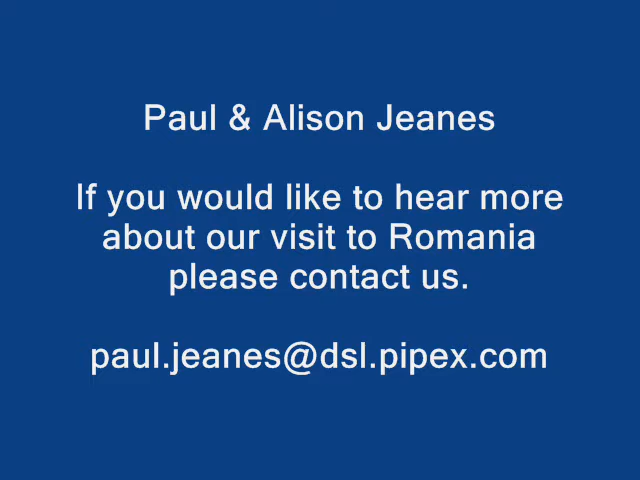 Paul & Alison Jeanes
If you would like to hear more
about our visit to Romania
please contact us.
paul.jeanes@dsl.pipex.com